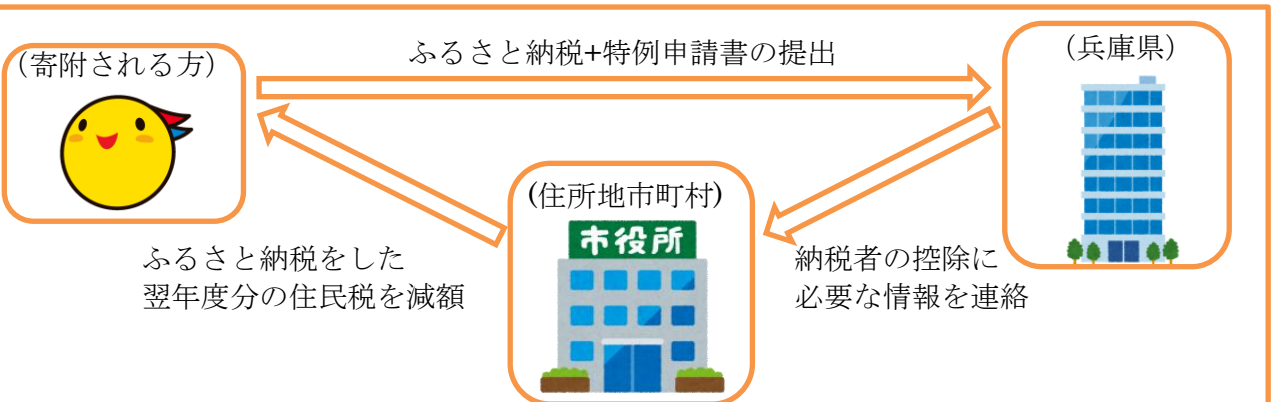 (寄附される方)
ふるさと納税+特例申請書の提出
(兵庫県)
(住所地市町村)
市役所
ふるさと納税をした
翌年度分の住民税を減額
納税者の控除に
必要な情報を連絡